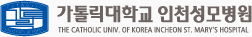 가톨릭대학교 인천성모병원
THE CATHOLIC UNIV. OF KOREA INCHEON ST. MARY'S HOSPITAL